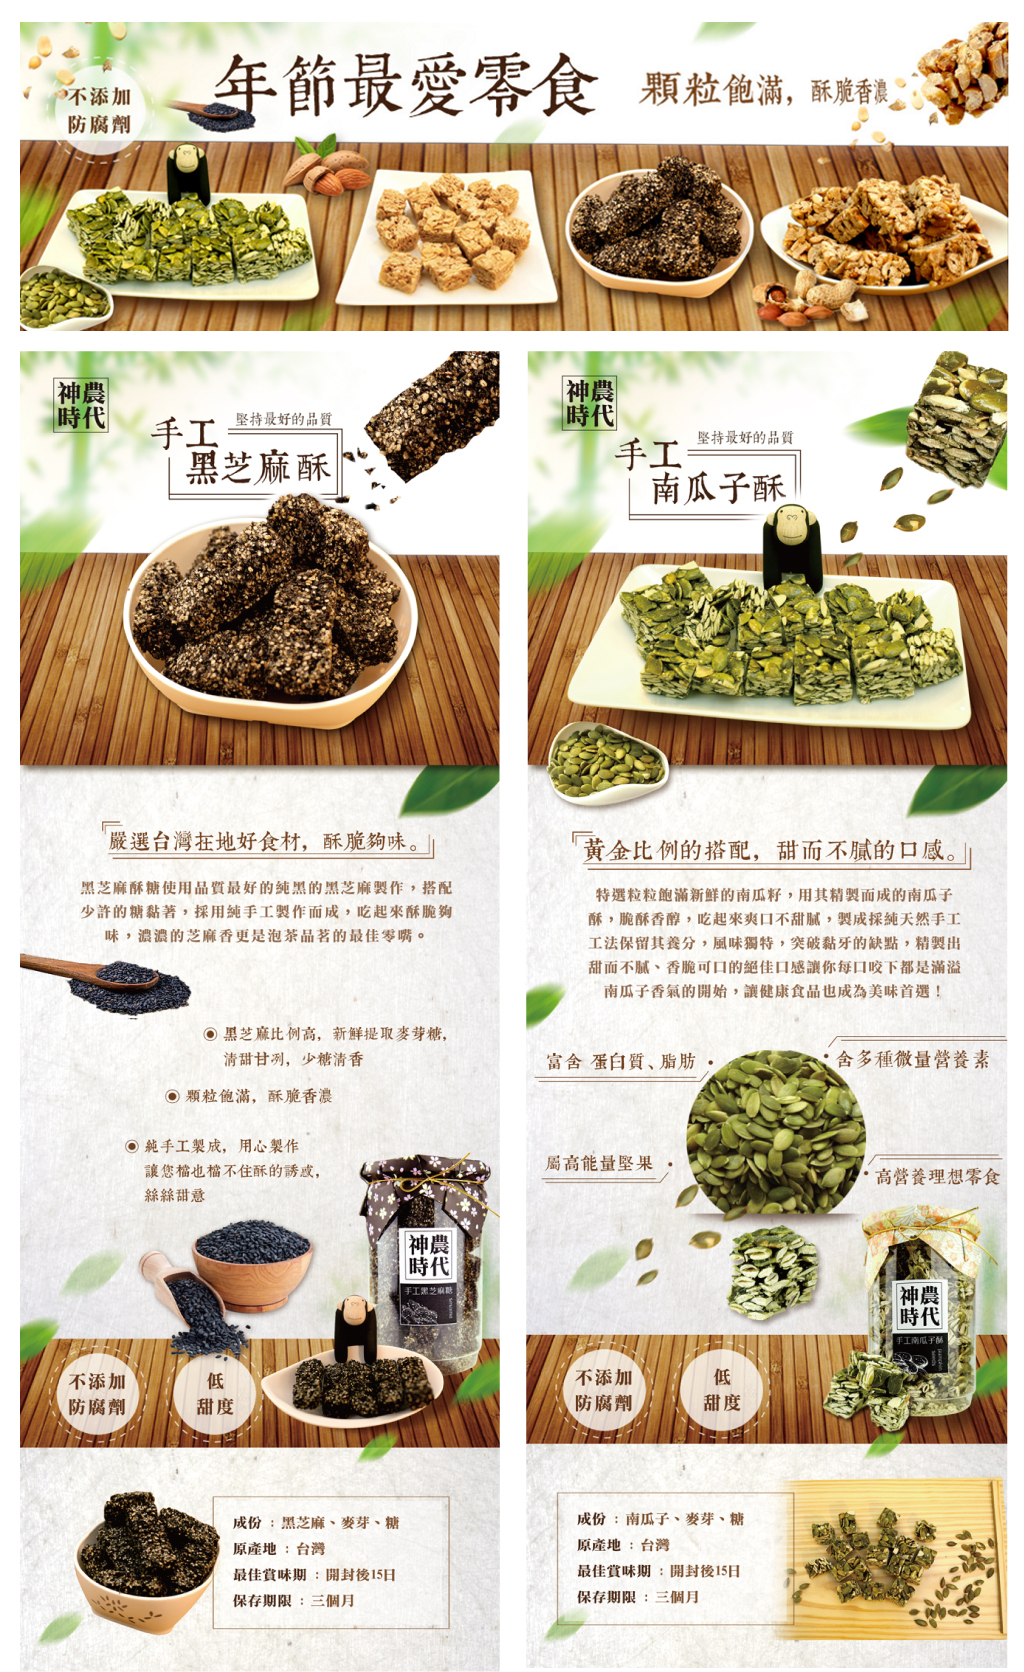 不添加
防腐劑
年節最愛零食
顆粒飽滿，酥脆香濃
神農
時代
手工
堅持最好的品質
黑芝麻酥
「嚴選台灣在地好食材，酥脆夠味。」
黑芝麻酥糖使用品質最好的純黑的黑芝麻製作，搭配
少許的糖黏著，採用純手工製作而成，吃起來酥脆夠
味，濃濃的芝麻香更是泡茶品茗的最佳零嘴。
◉ 黑芝麻比例高，新鮮提取麥芽糖，
清甜甘冽，少糖清香
◉ 顆粒飽滿，酥脆香濃
◉ 純手工製成，用心製作
讓您檔也檔不住酥的誘惑，
絲絲甜意
神農
時代
手工黑芝麻糖
不添加
防腐劑
低
甜度
成份：黑芝麻、麥芽、糖
原產地：台灣
最佳賞味期：開封後15日
保存期限：三個月
神農
時代
手工
堅持最好的品質
南瓜子酥
「黃金比例的搭配，甜而不膩的口感。」
特選粒粒飽滿新鮮的南瓜籽，用其精製而成的南瓜子
酥，脆酥香醇，吃起來爽口不甜膩，製成採純天然手工
工法保留其養分，風味獨特，突破黏牙的缺點，精製出
甜而不膩、香脆可口的絕佳口感讓你每口咬下都是滿溢
南瓜子香氣的開始，讓健康食品也成為美味首選！
富含 蛋白質、脂肪
含多種微量營養素
屬高能量堅果
高營養理想零食
神農
時代
手工南瓜子酥
不添加
防腐劑
低
甜度
成份：南瓜子、麥芽、糖
原產地：台灣
最佳賞味期：開封後15日
保存期限：三個月